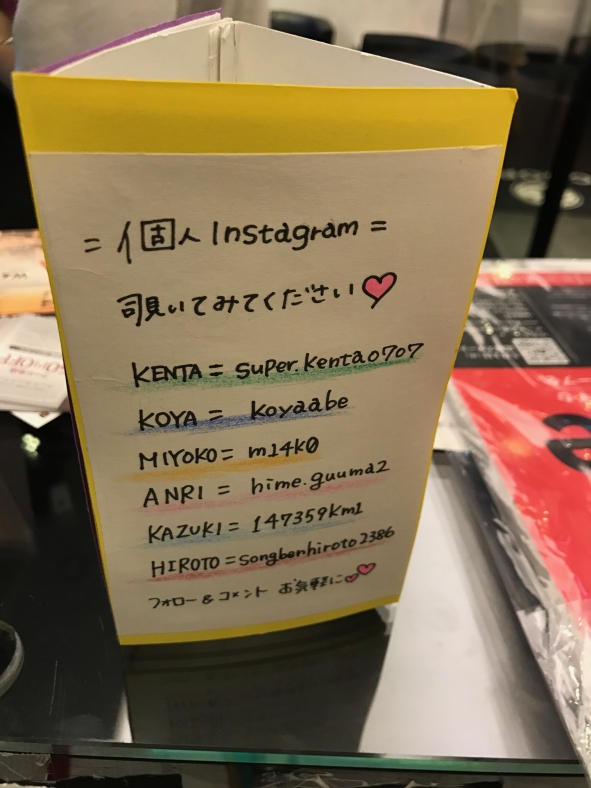 = 個人 Instagram =
覗いてみてください
KENTA = super.kenta0707
KOYA = koyaabe
MIYOKO = m14k0
ANRI = hime.guuma2
KAZUKI = 147359km1
HIROTO = songbenhiroto2386
フォロー & コメント お気軽に